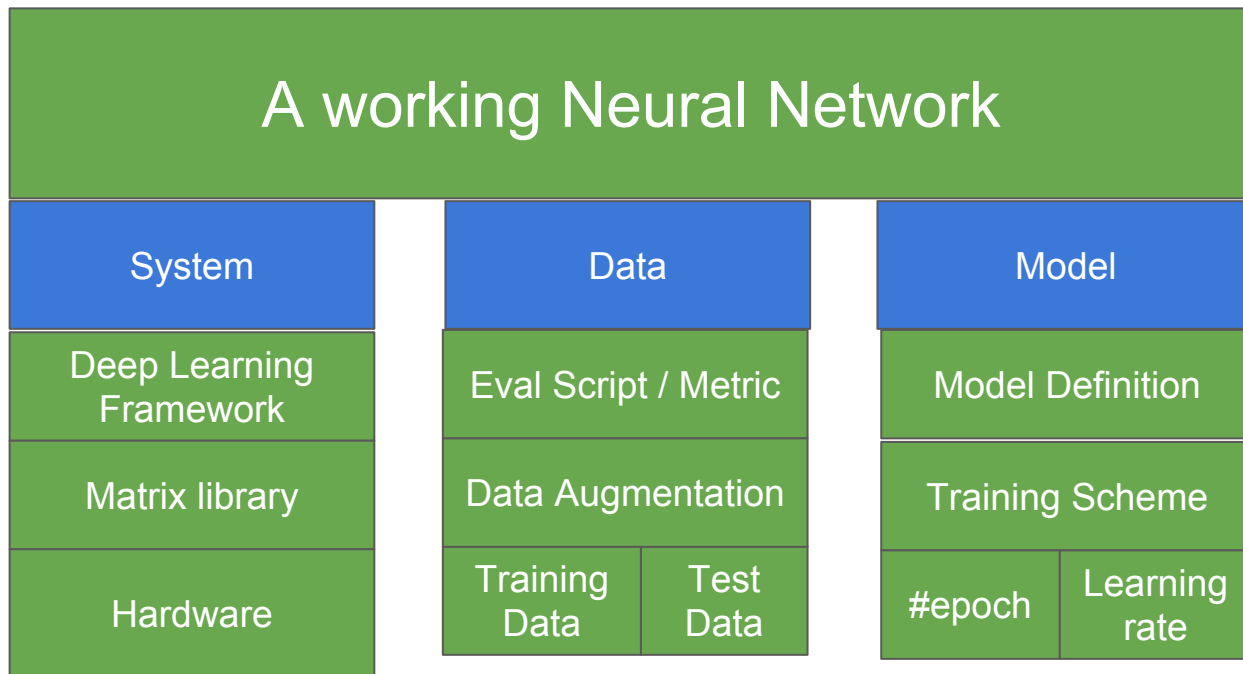 A working Neural Network
System
Data
Model
Deep Learning
Framework
Eval Script / Metric
Model Definition
Matrix library
Data Augmentation
Training Scheme
Hardware
Training
Data
Test
Data
#epoch
Learning
rate